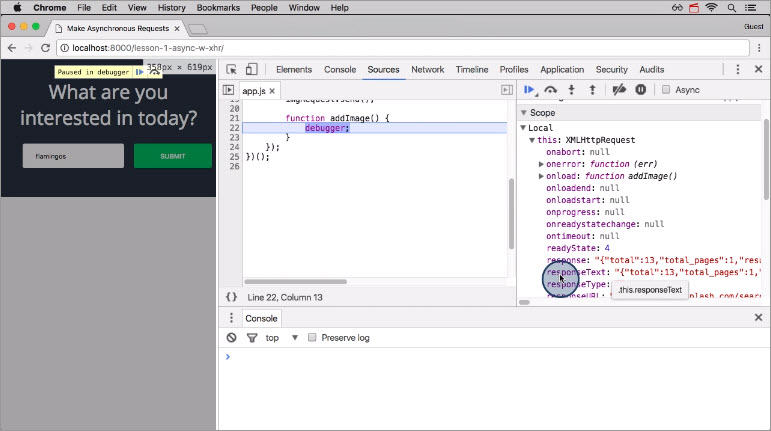 Chrome File Edit View History Bookmarks People Window Help
Make Asynchronous Requests
Guest
localhost:8000/lesson-1-async-w-xhr/
Paused in debugger
358px × 619px
What are you
interested in today?
flamingos
SUBMIT
Elements Console Sources Network Timeline Profiles Application Security Audits
app.js
Async
19 imgRequest.send();
20
21 function addImage() {
22 debugger;
23 }
24 });
25 })();
26
{} Line 22, Column 13
Scope
Local
this: XMLHttpRequest
onabort: null
onerror: function (err)
onload: function addImage()
onloadend: null
onloadstart: null
onprogress: null
onreadystatechange: null
ontimeout: null
readyState: 4
response: "{"total":13,"total_pages":1,"resu
responseText: "{"total":13,"total_pages":1,"
responseType:
.this.responseText
responseURL:
splash.com/sear
Console
top
Preserve log